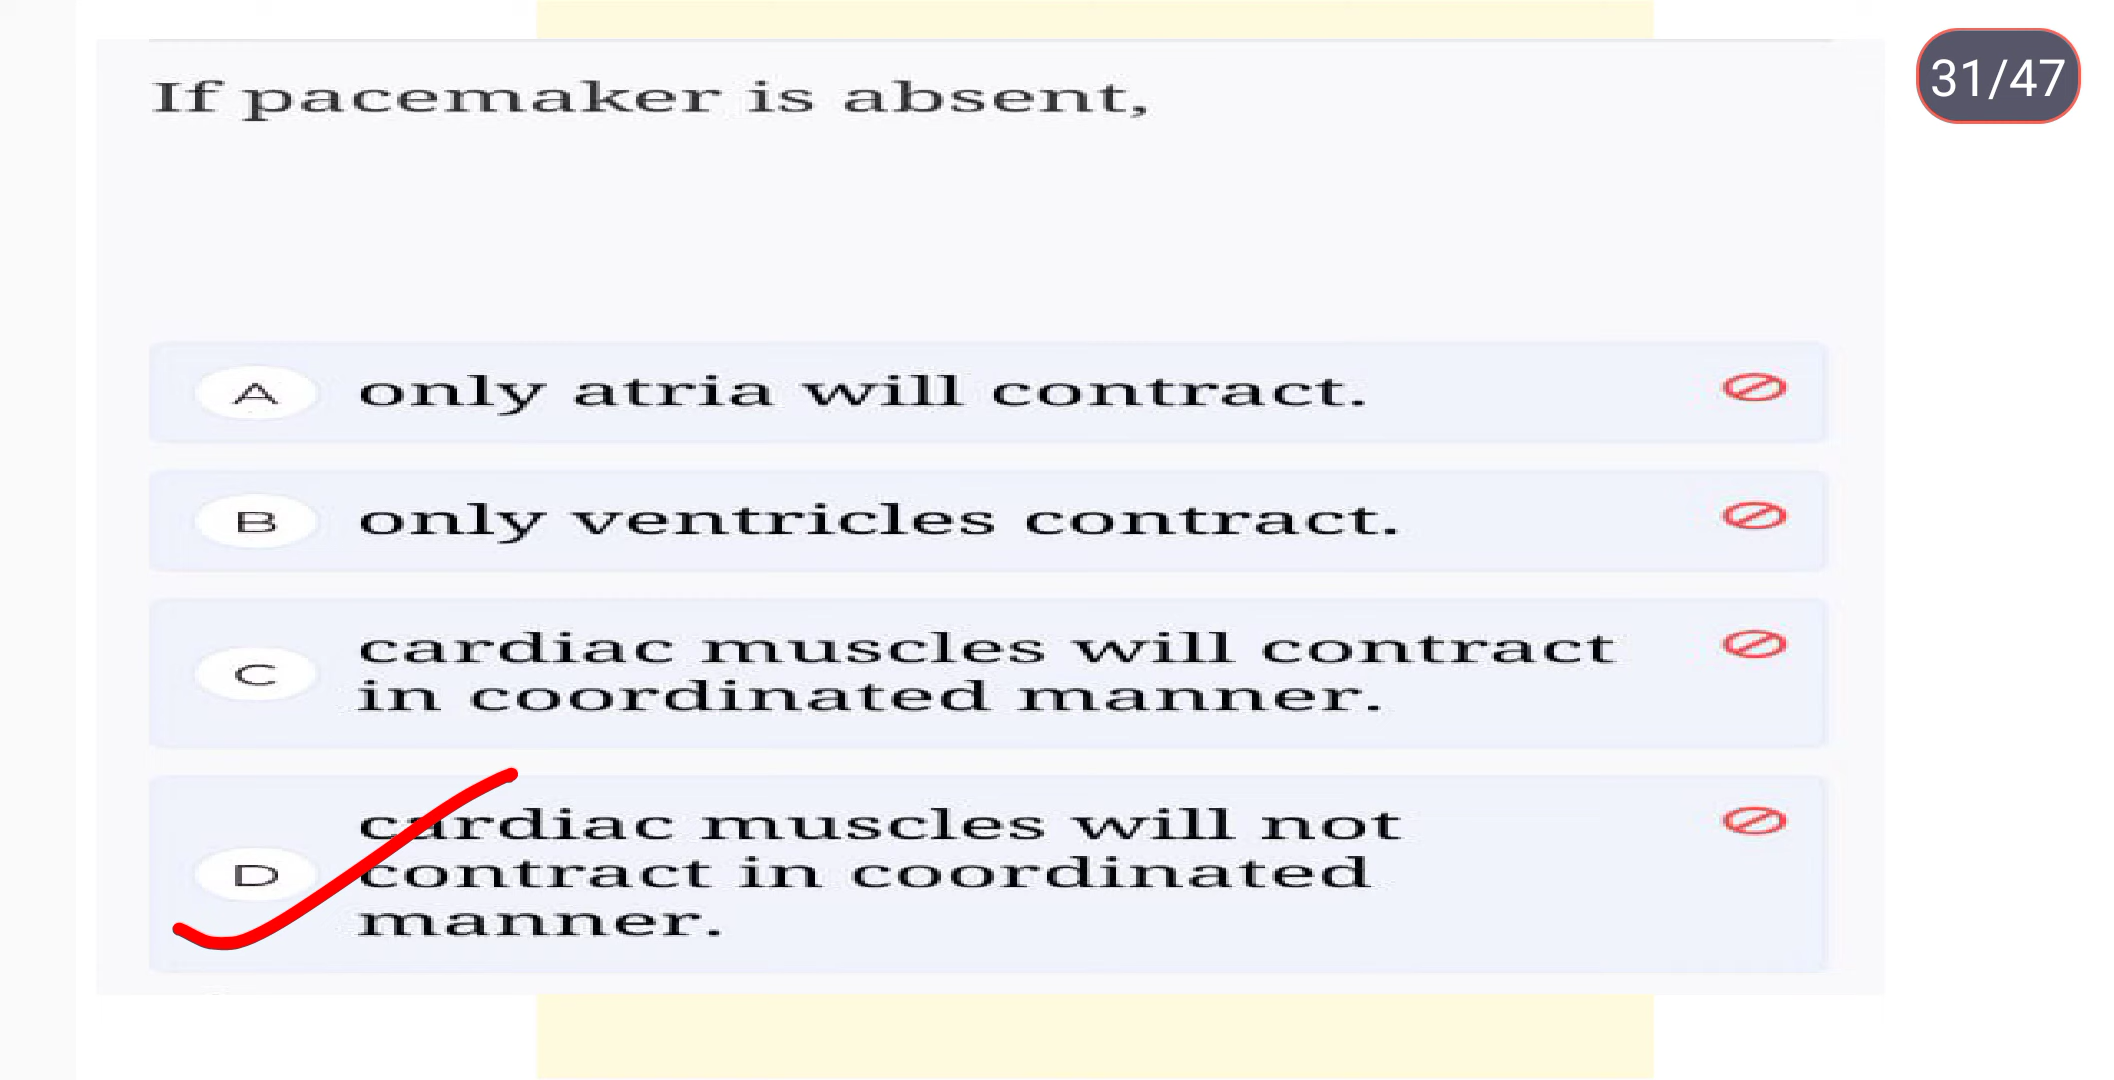 31/47
If pacemaker is absent,
A only atria will contract.
B only ventricles contract.
C cardiac muscles will contract
in coordinated manner.
D cardiac muscles will not
contract in coordinated
manner.